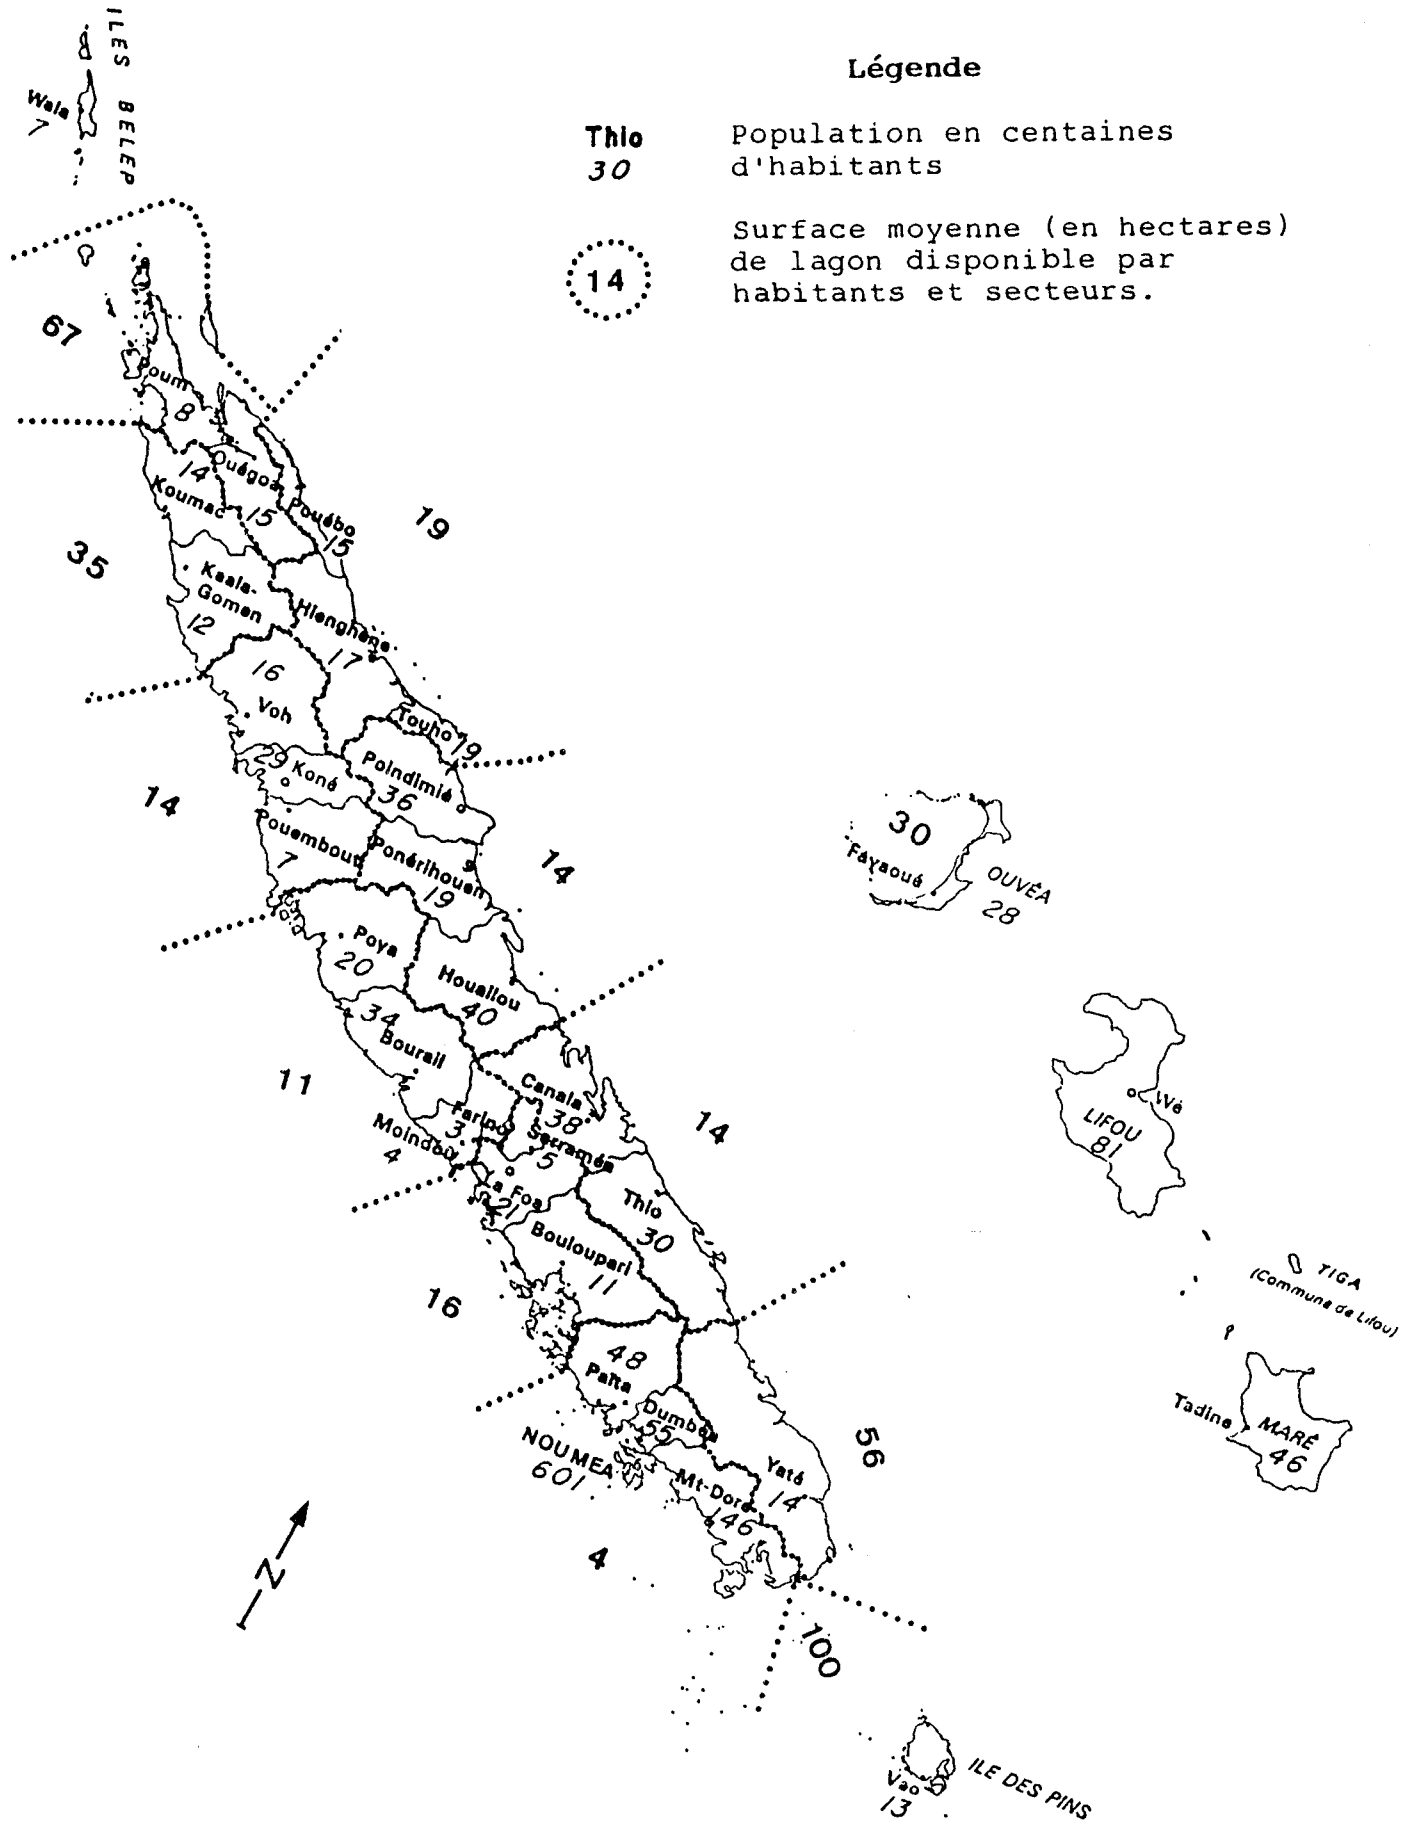 ILES BELEP
Wala
7
Légende
Thio
30
Population en centaines
d'habitants
14
Surface moyenne (en hectares)
de lagon disponible par
habitants et secteurs.
67
Poum
8
14
Koumac
Ouégoa
15
Pouébo
15
19
35
Kaala-
Gomen
12
Hienghène
17
16
Voh
Touho 19
29 Koné
Poindimié
36
14
Pouembout
7
Ponérihouen
19
14
30
Fayaoué
OUVÉA
28
Poya
20
Houaïlou
40
34
Bourail
11
Canala
38
Farino
3
Sarraméa
5
Moindou
4
14
La Foa
21
Thio
30
Wé
LIFOU
81
Bouloupari
11
16
TIGA
(Commune de Lifou)
48
Païta
Dumbéa
55
NOUMEA
601
Mt-Dore
146
Yaté
14
56
Tadine
MARÉ
46
N
4
100
Vao
13
ILE DES PINS